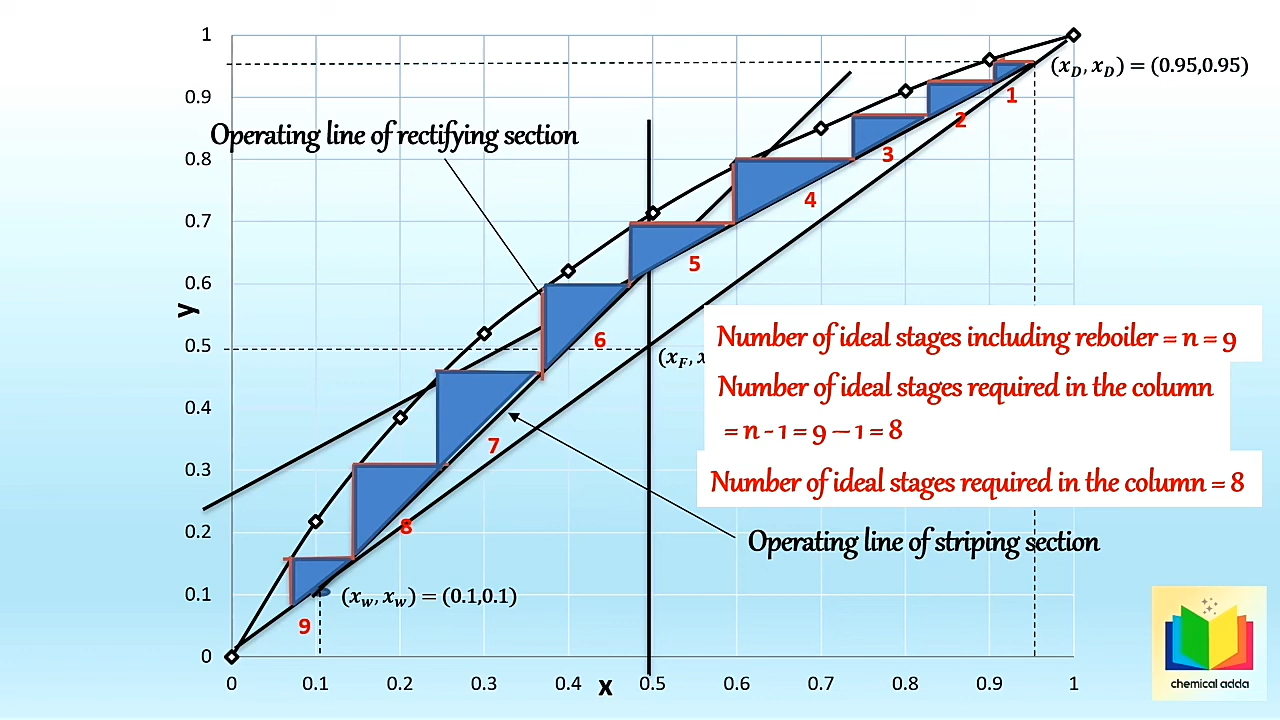 1
(x_D, x_D) = (0.95,0.95)
0.9
1
2
Operating line of rectifying section
0.8
3
4
0.7
5
0.6
y
6
Number of ideal stages including reboiler = n = 9
0.5
(x_F, x
Number of ideal stages required in the column
= n - 1 = 9 – 1 = 8
0.4
7
0.3
Number of ideal stages required in the column = 8
8
0.2
Operating line of striping section
0.1
(x_w, x_w) = (0.1,0.1)
9
0
0 0.1 0.2 0.3 0.4 x 0.5 0.6 0.7 0.8 0.9 1
chemical adda